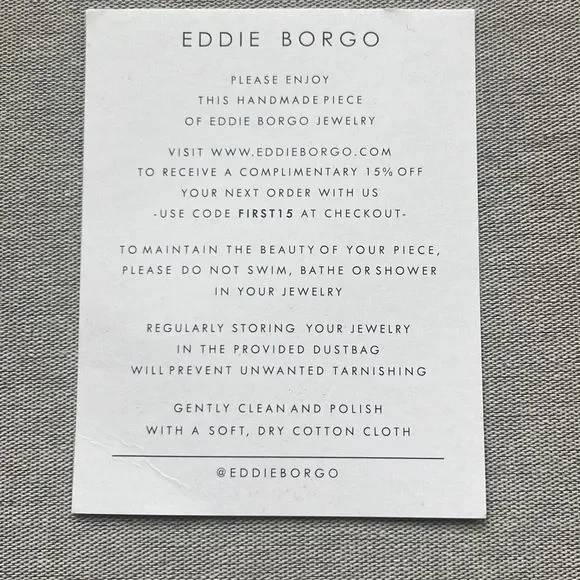 EDDIE BORGO
PLEASE ENJOY
THIS HANDMADE PIECE
OF EDDIE BORGO JEWELRY
VISIT WWW.EDDIEBORGO.COM
TO RECEIVE A COMPLIMENTARY 15% OFF
YOUR NEXT ORDER WITH US
-USE CODE FIRST15 AT CHECKOUT-
TO MAINTAIN THE BEAUTY OF YOUR PIECE,
PLEASE DO NOT SWIM, BATHE OR SHOWER
IN YOUR JEWELRY
REGULARLY STORING YOUR JEWELRY
IN THE PROVIDED DUSTBAG
WILL PREVENT UNWANTED TARNISHING
GENTLY CLEAN AND POLISH
WITH A SOFT, DRY COTTON CLOTH
@EDDIEBORGO